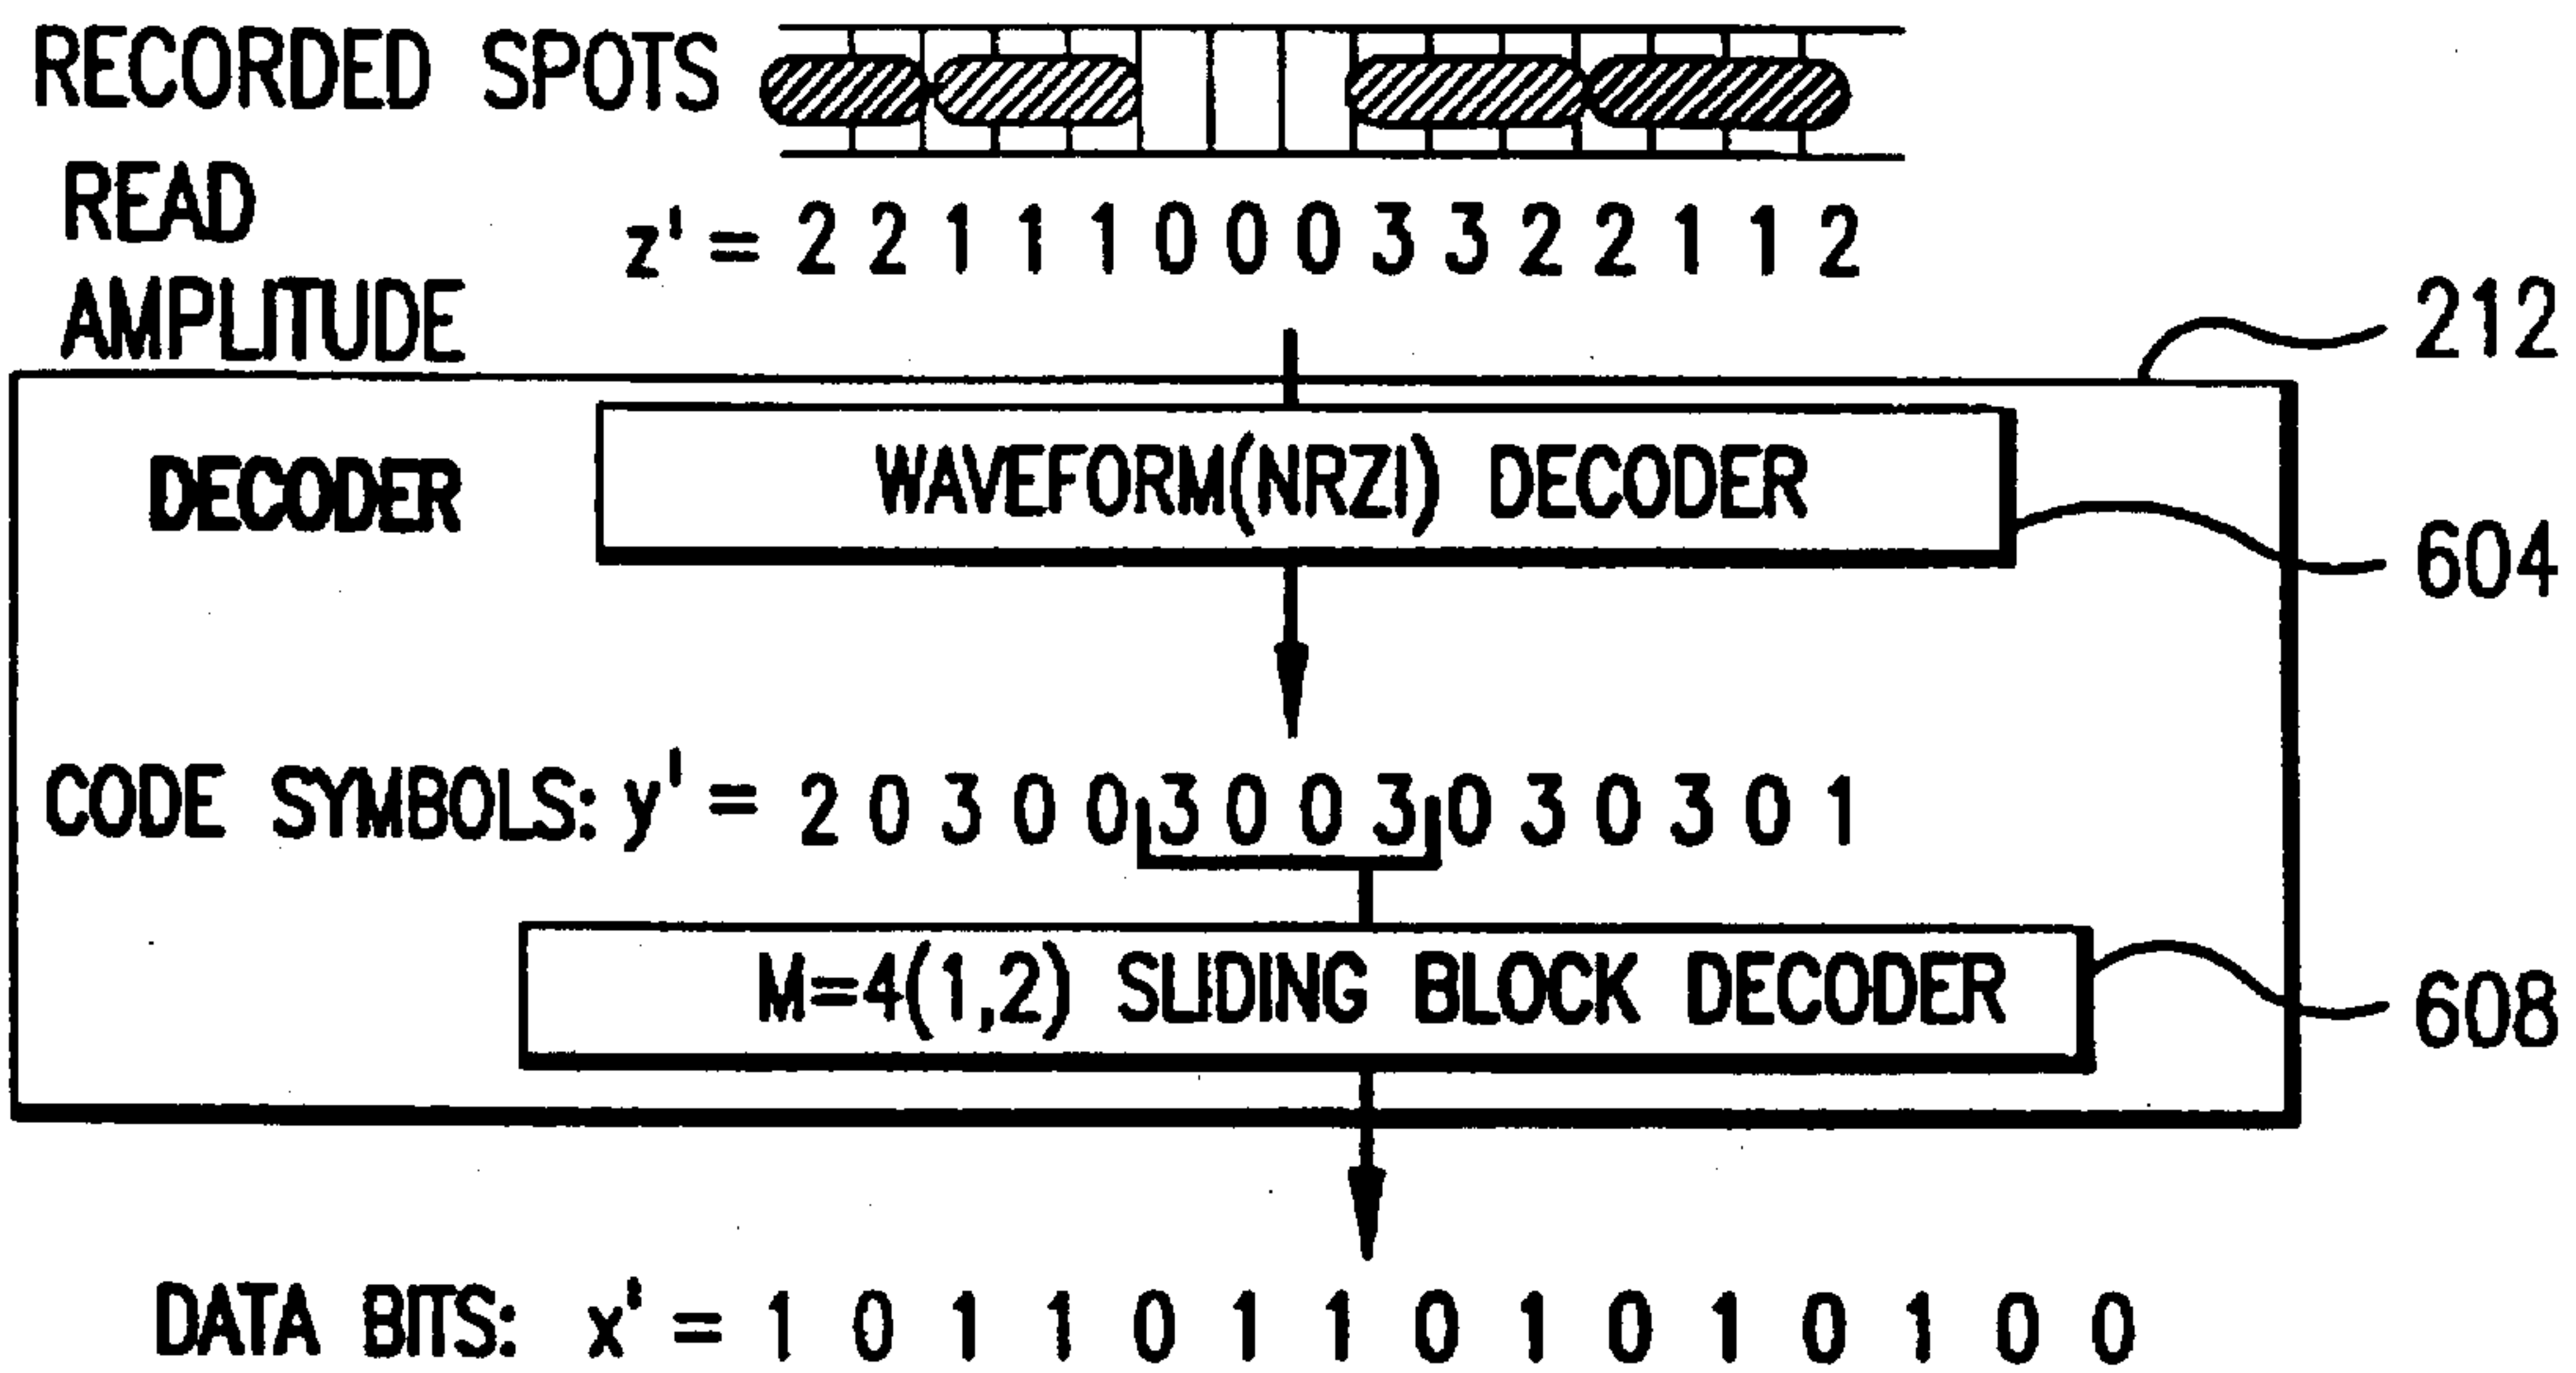 RECORDED SPOTS
READ AMPLITUDE
z' = 2 2 1 1 1 0 0 0 3 3 2 2 1 1 2
212
DECODER
WAVEFORM(NRZI) DECODER
604
CODE SYMBOLS: y' = 2 0 3 0 0 3 0 0 3 0 3 0 3 0 1
M=4(1,2) SLIDING BLOCK DECODER
608
DATA BITS: x' = 1 0 1 1 0 1 1 0 1 0 1 0 1 0 0